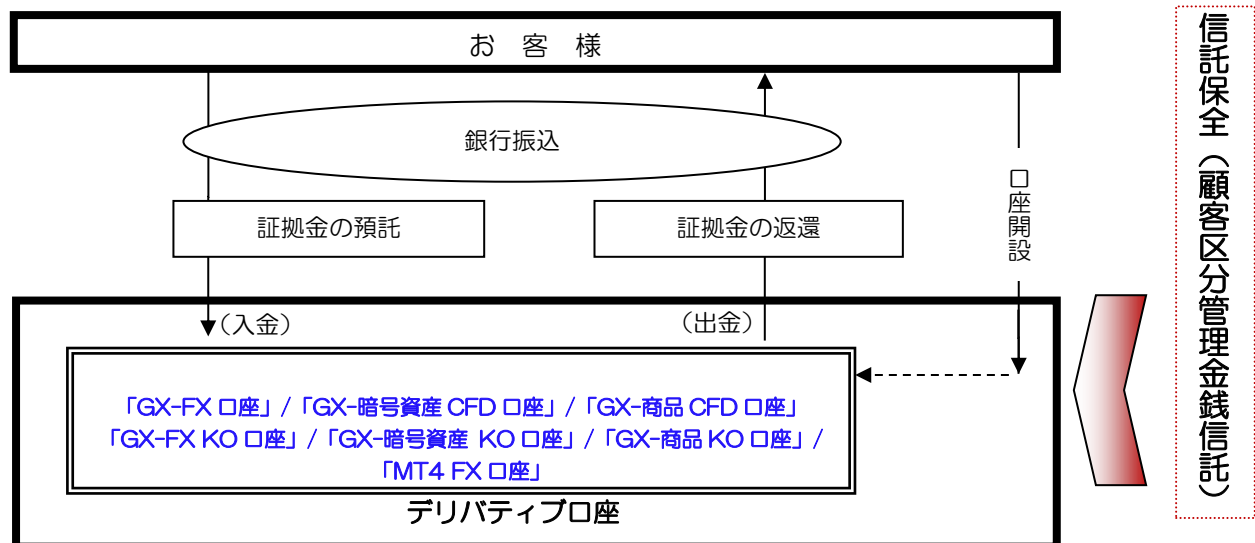 お 客 様
銀行振込
証拠金の預託
証拠金の返還
口座開設
（入金）
（出金）
「GX-FX 口座」/「GX-暗号資産 CFD 口座」/「GX-商品 CFD 口座」
「GX-FX KO 口座」/「GX-暗号資産 KO 口座」/「GX-商品 KO 口座」/
「MT4 FX 口座」
デリバティブ口座
信託保全（顧客区分管理金銭信託）